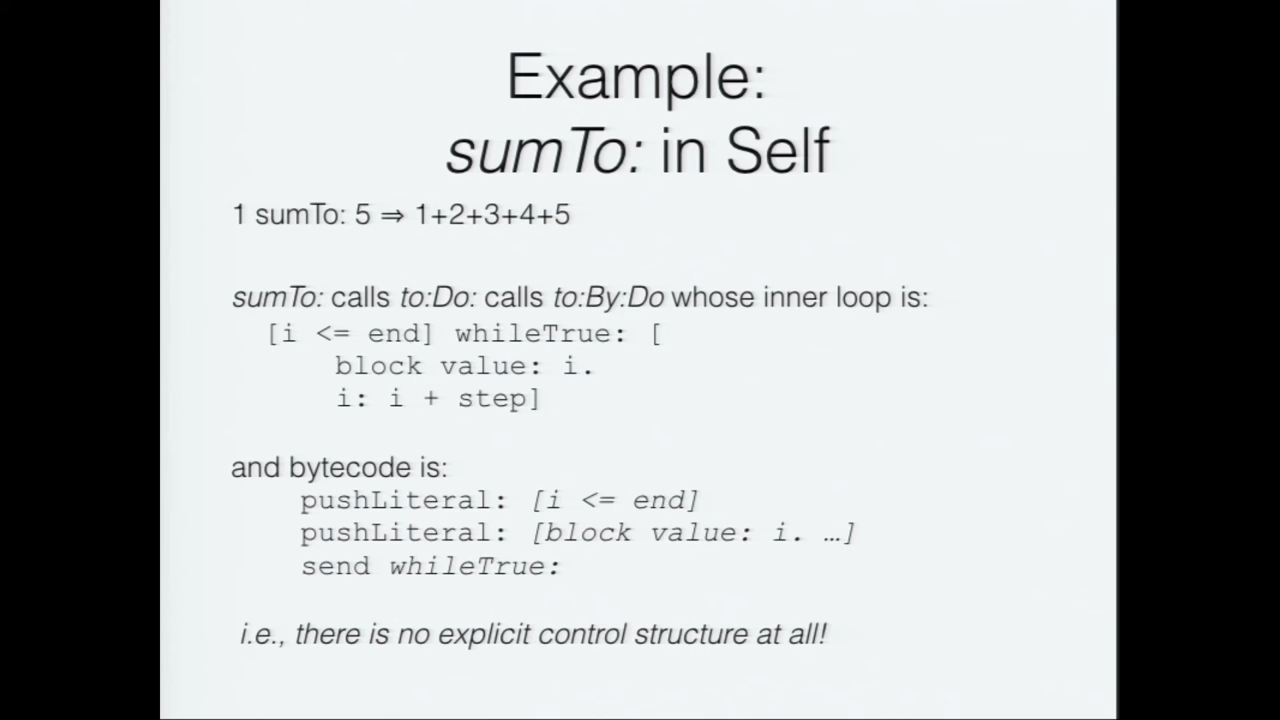 Example:
sumTo: in Self
1 sumTo: 5 ⇒ 1+2+3+4+5
sumTo: calls to:Do: calls to:By:Do whose inner loop is:
[i <= end] whileTrue: [
block value: i.
i: i + step]
and bytecode is:
pushLiteral: [i <= end]
pushLiteral: [block value: i. …]
send whileTrue:
i.e., there is no explicit control structure at all!